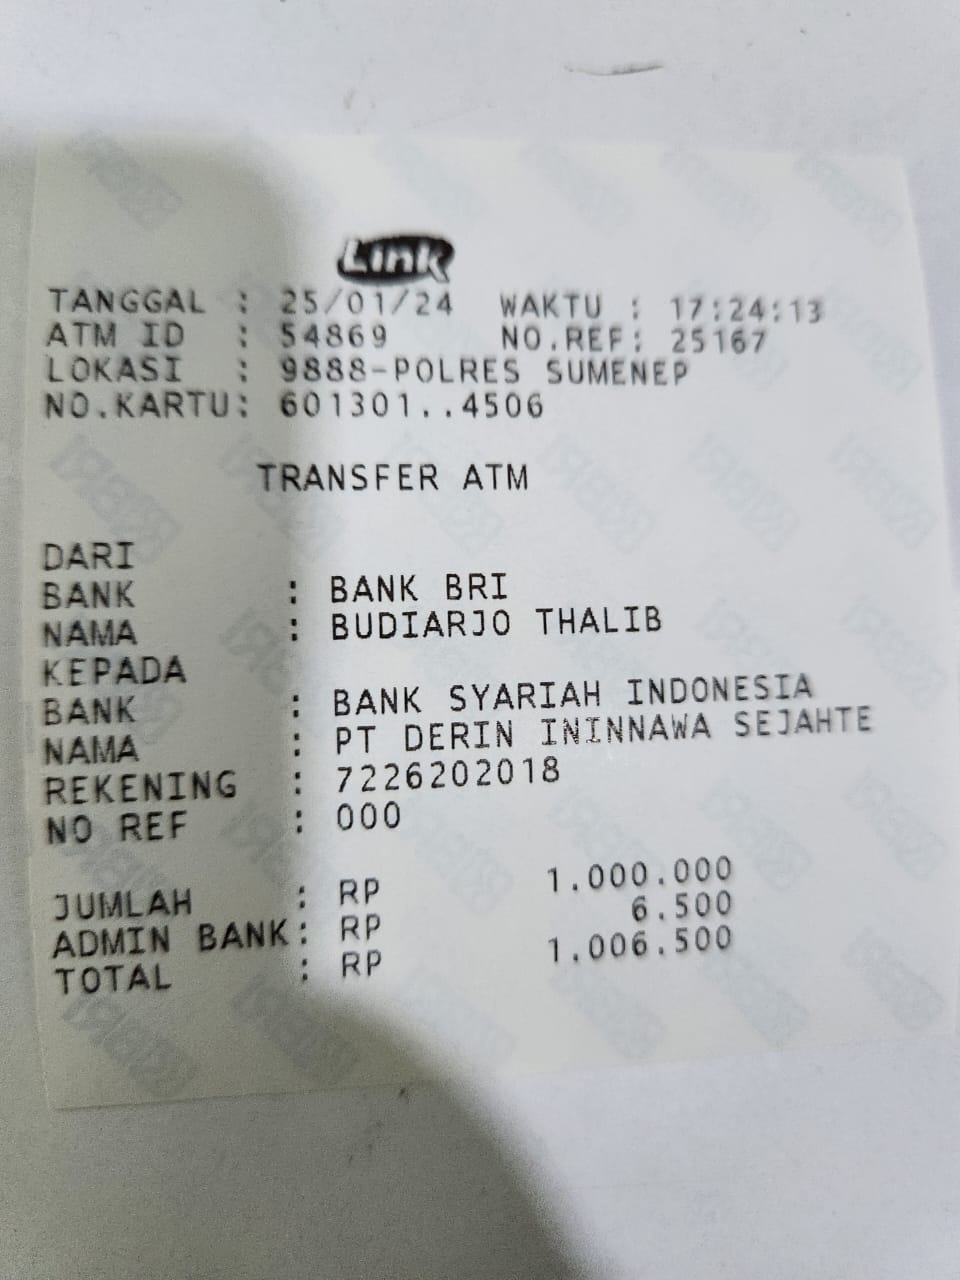 Link
TANGGAL : 25/01/24 WAKTU : 17:24:13
ATM ID : 54869 NO.REF: 25167
LOKASI : 9888-POLRES SUMENEP
NO.KARTU: 601301..4506
TRANSFER ATM
DARI
BANK : BANK BRI
NAMA : BUDIARJO THALIB
KEPADA
BANK : BANK SYARIAH INDONESIA
NAMA : PT DERIN ININNAWA SEJAHTE
REKENING : 7226202018
NO REF : 000
JUMLAH : RP 1.000.000
ADMIN BANK: RP 6.500
TOTAL : RP 1.006.500